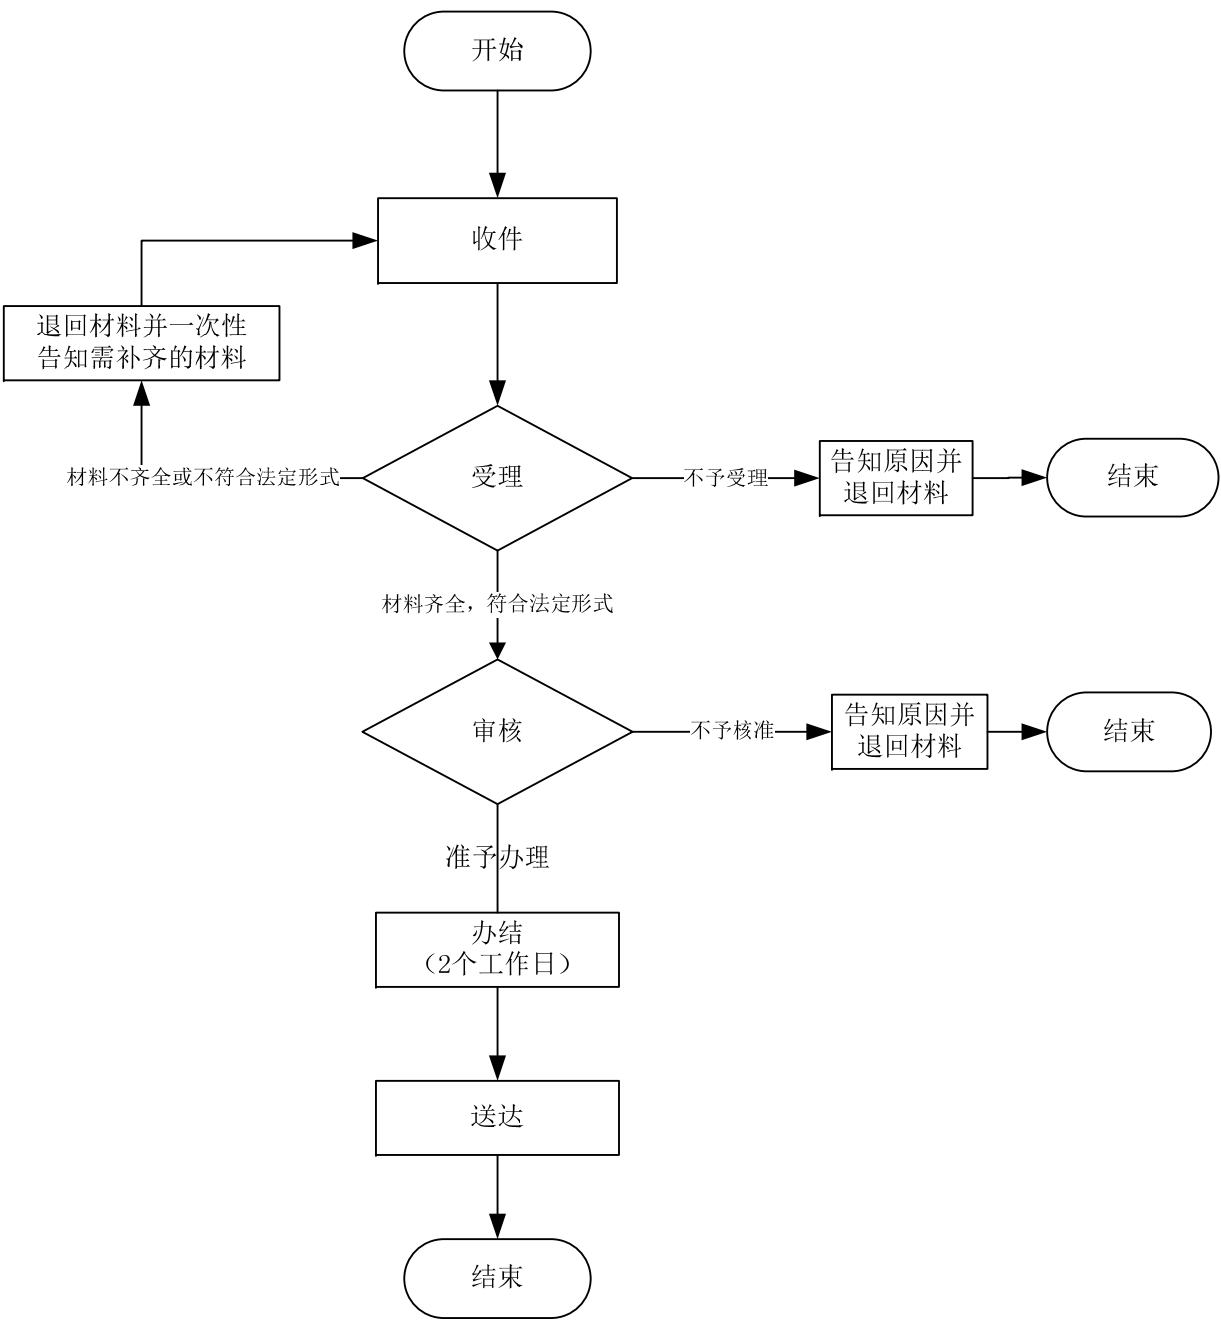 开始
收件
退回材料并一次性
告知需补齐的材料
材料不齐全或不符合法定形式
受理
不予受理
告知原因并
退回材料
结束
材料齐全，符合法定形式
审核
不予核准
告知原因并
退回材料
结束
准予办理
办结
（2个工作日）
送达
结束